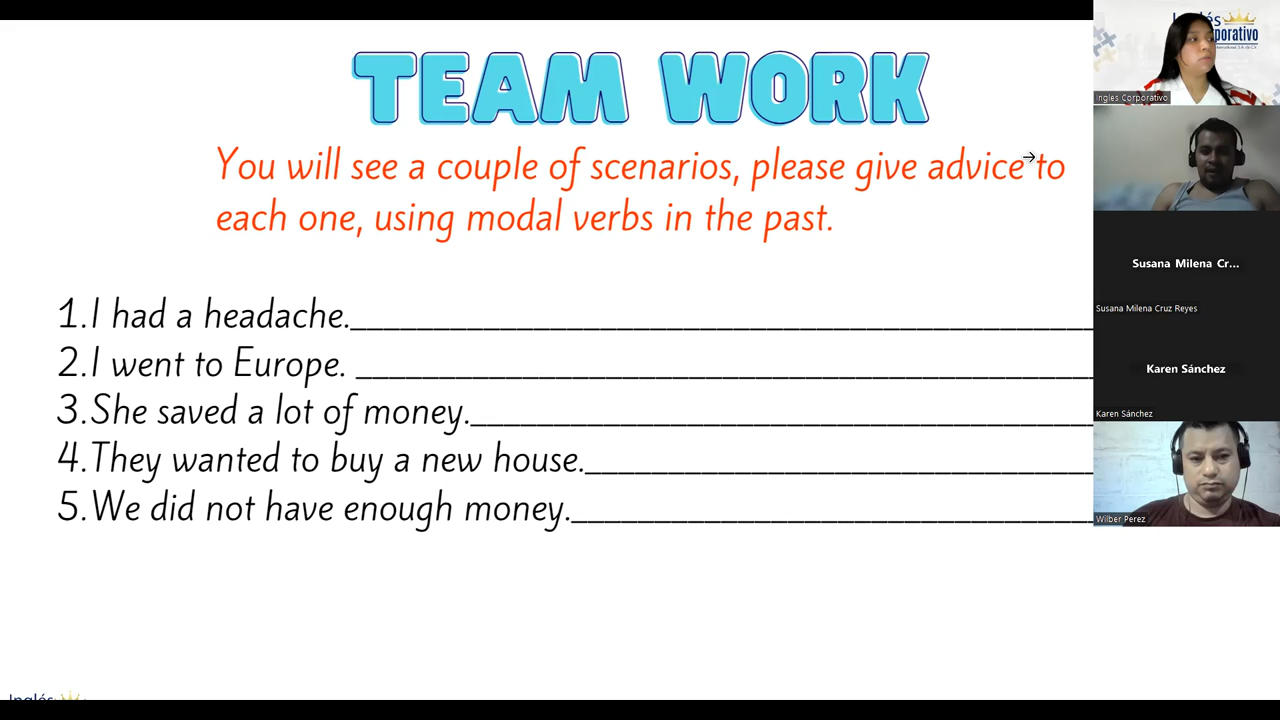 TEAM WORK
You will see a couple of scenarios, please give advice to
each one, using modal verbs in the past.
1.I had a headache.
2.I went to Europe.
3.She saved a lot of money.
4.They wanted to buy a new house.
5.We did not have enough money.
Inglés
porativo
Ingles Corporativo
Susana Milena Cr...
Susana Milena Cruz Reyes
Karen Sánchez
Karen Sánchez
Wilber Perez
Inglés